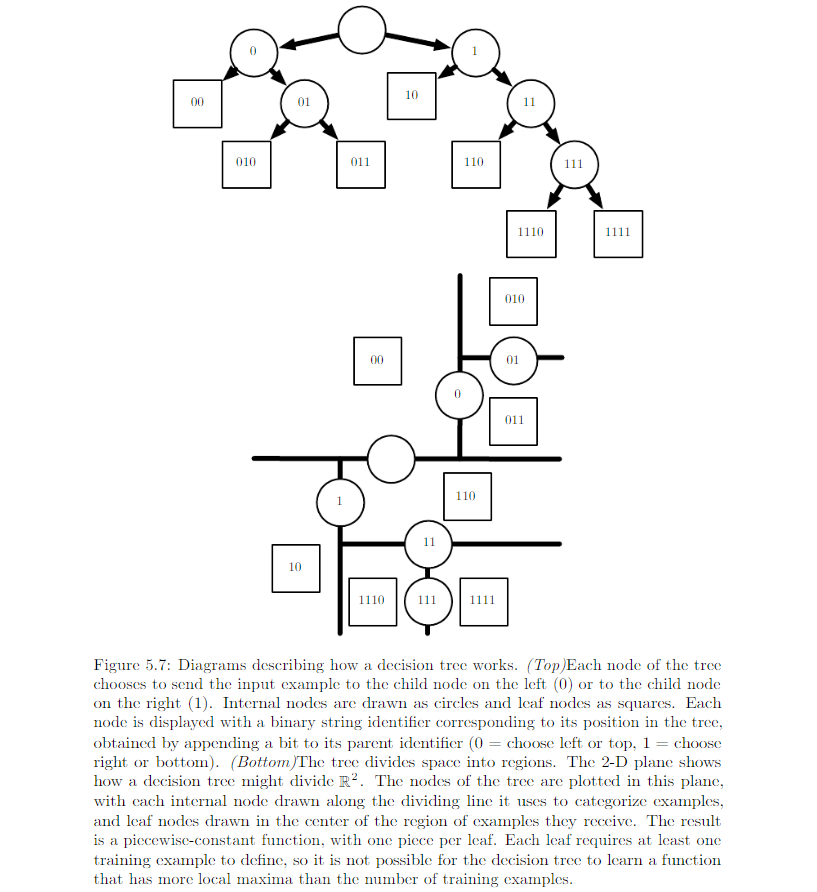 0
1
00
01
10
11
010
011
110
111
1110
1111
010
00
01
0
011
110
1
11
10
1110
111
1111
Figure 5.7: Diagrams describing how a decision tree works. (Top)Each node of the tree
chooses to send the input example to the child node on the left (0) or to the child node
on the right (1). Internal nodes are drawn as circles and leaf nodes as squares. Each
node is displayed with a binary string identifier corresponding to its position in the tree,
obtained by appending a bit to its parent identifier (0 = choose left or top, 1 = choose
right or bottom). (Bottom)The tree divides space into regions. The 2-D plane shows
how a decision tree might divide ℝ². The nodes of the tree are plotted in this plane,
with each internal node drawn along the dividing line it uses to categorize examples,
and leaf nodes drawn in the center of the region of examples they receive. The result
is a piecewise-constant function, with one piece per leaf. Each leaf requires at least one
training example to define, so it is not possible for the decision tree to learn a function
that has more local maxima than the number of training examples.